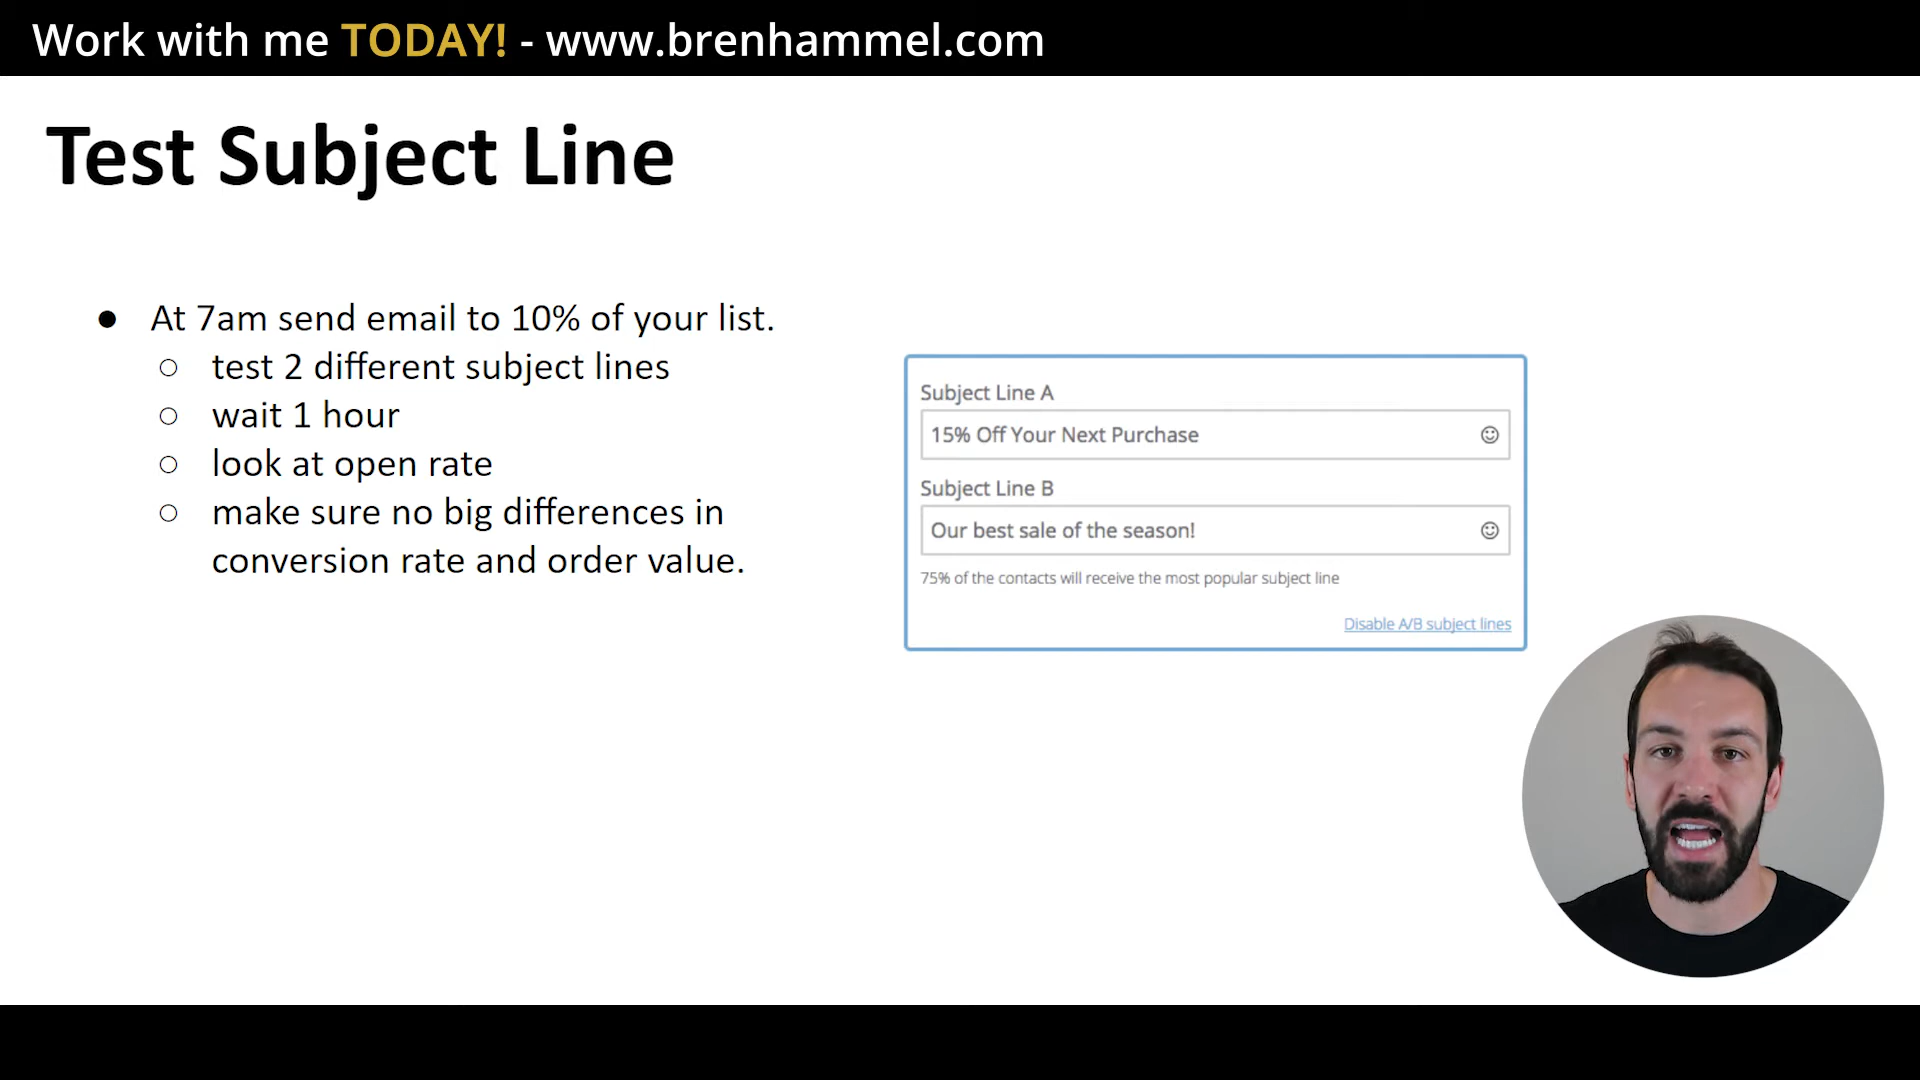 Work with me TODAY! - www.brenhammel.com
Test Subject Line
● At 7am send email to 10% of your list.
○ test 2 different subject lines
○ wait 1 hour
○ look at open rate
○ make sure no big differences in
conversion rate and order value.
Subject Line A
15% Off Your Next Purchase
Subject Line B
Our best sale of the season!
75% of the contacts will receive the most popular subject line
Disable A/B subject lines